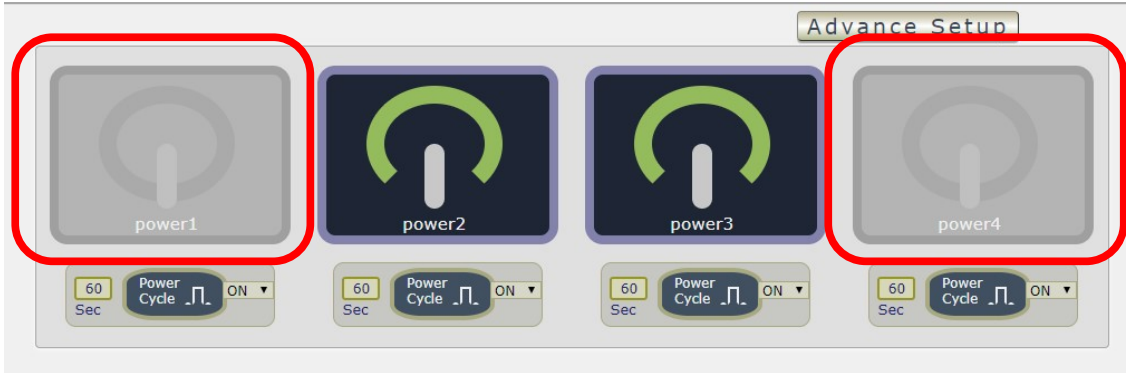 Advance Setup
power1
power2
power3
power4
60
Sec
Power
Cycle
ON
60
Sec
Power
Cycle
ON
60
Sec
Power
Cycle
ON
60
Sec
Power
Cycle
ON